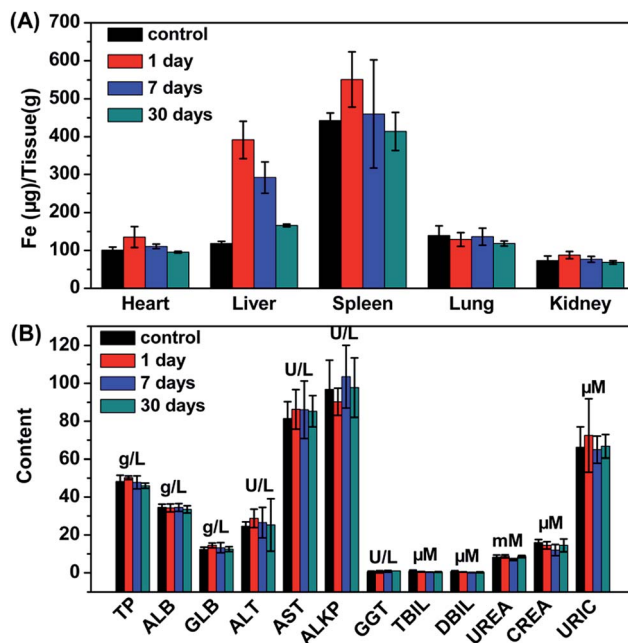 (A)
700
600
500
400
300
200
100
0
Fe (μg)/Tissue(g)
control
1 day
7 days
30 days
Heart Liver Spleen Lung Kidney
(B)
120
100
80
60
40
20
0
Content
control
1 day
7 days
30 days
g/L g/L g/L U/L U/L U/L U/L μM μM mM μM μM
TP ALB GLB ALT AST ALKP GGT TBIL DBIL UREA CREA URIC